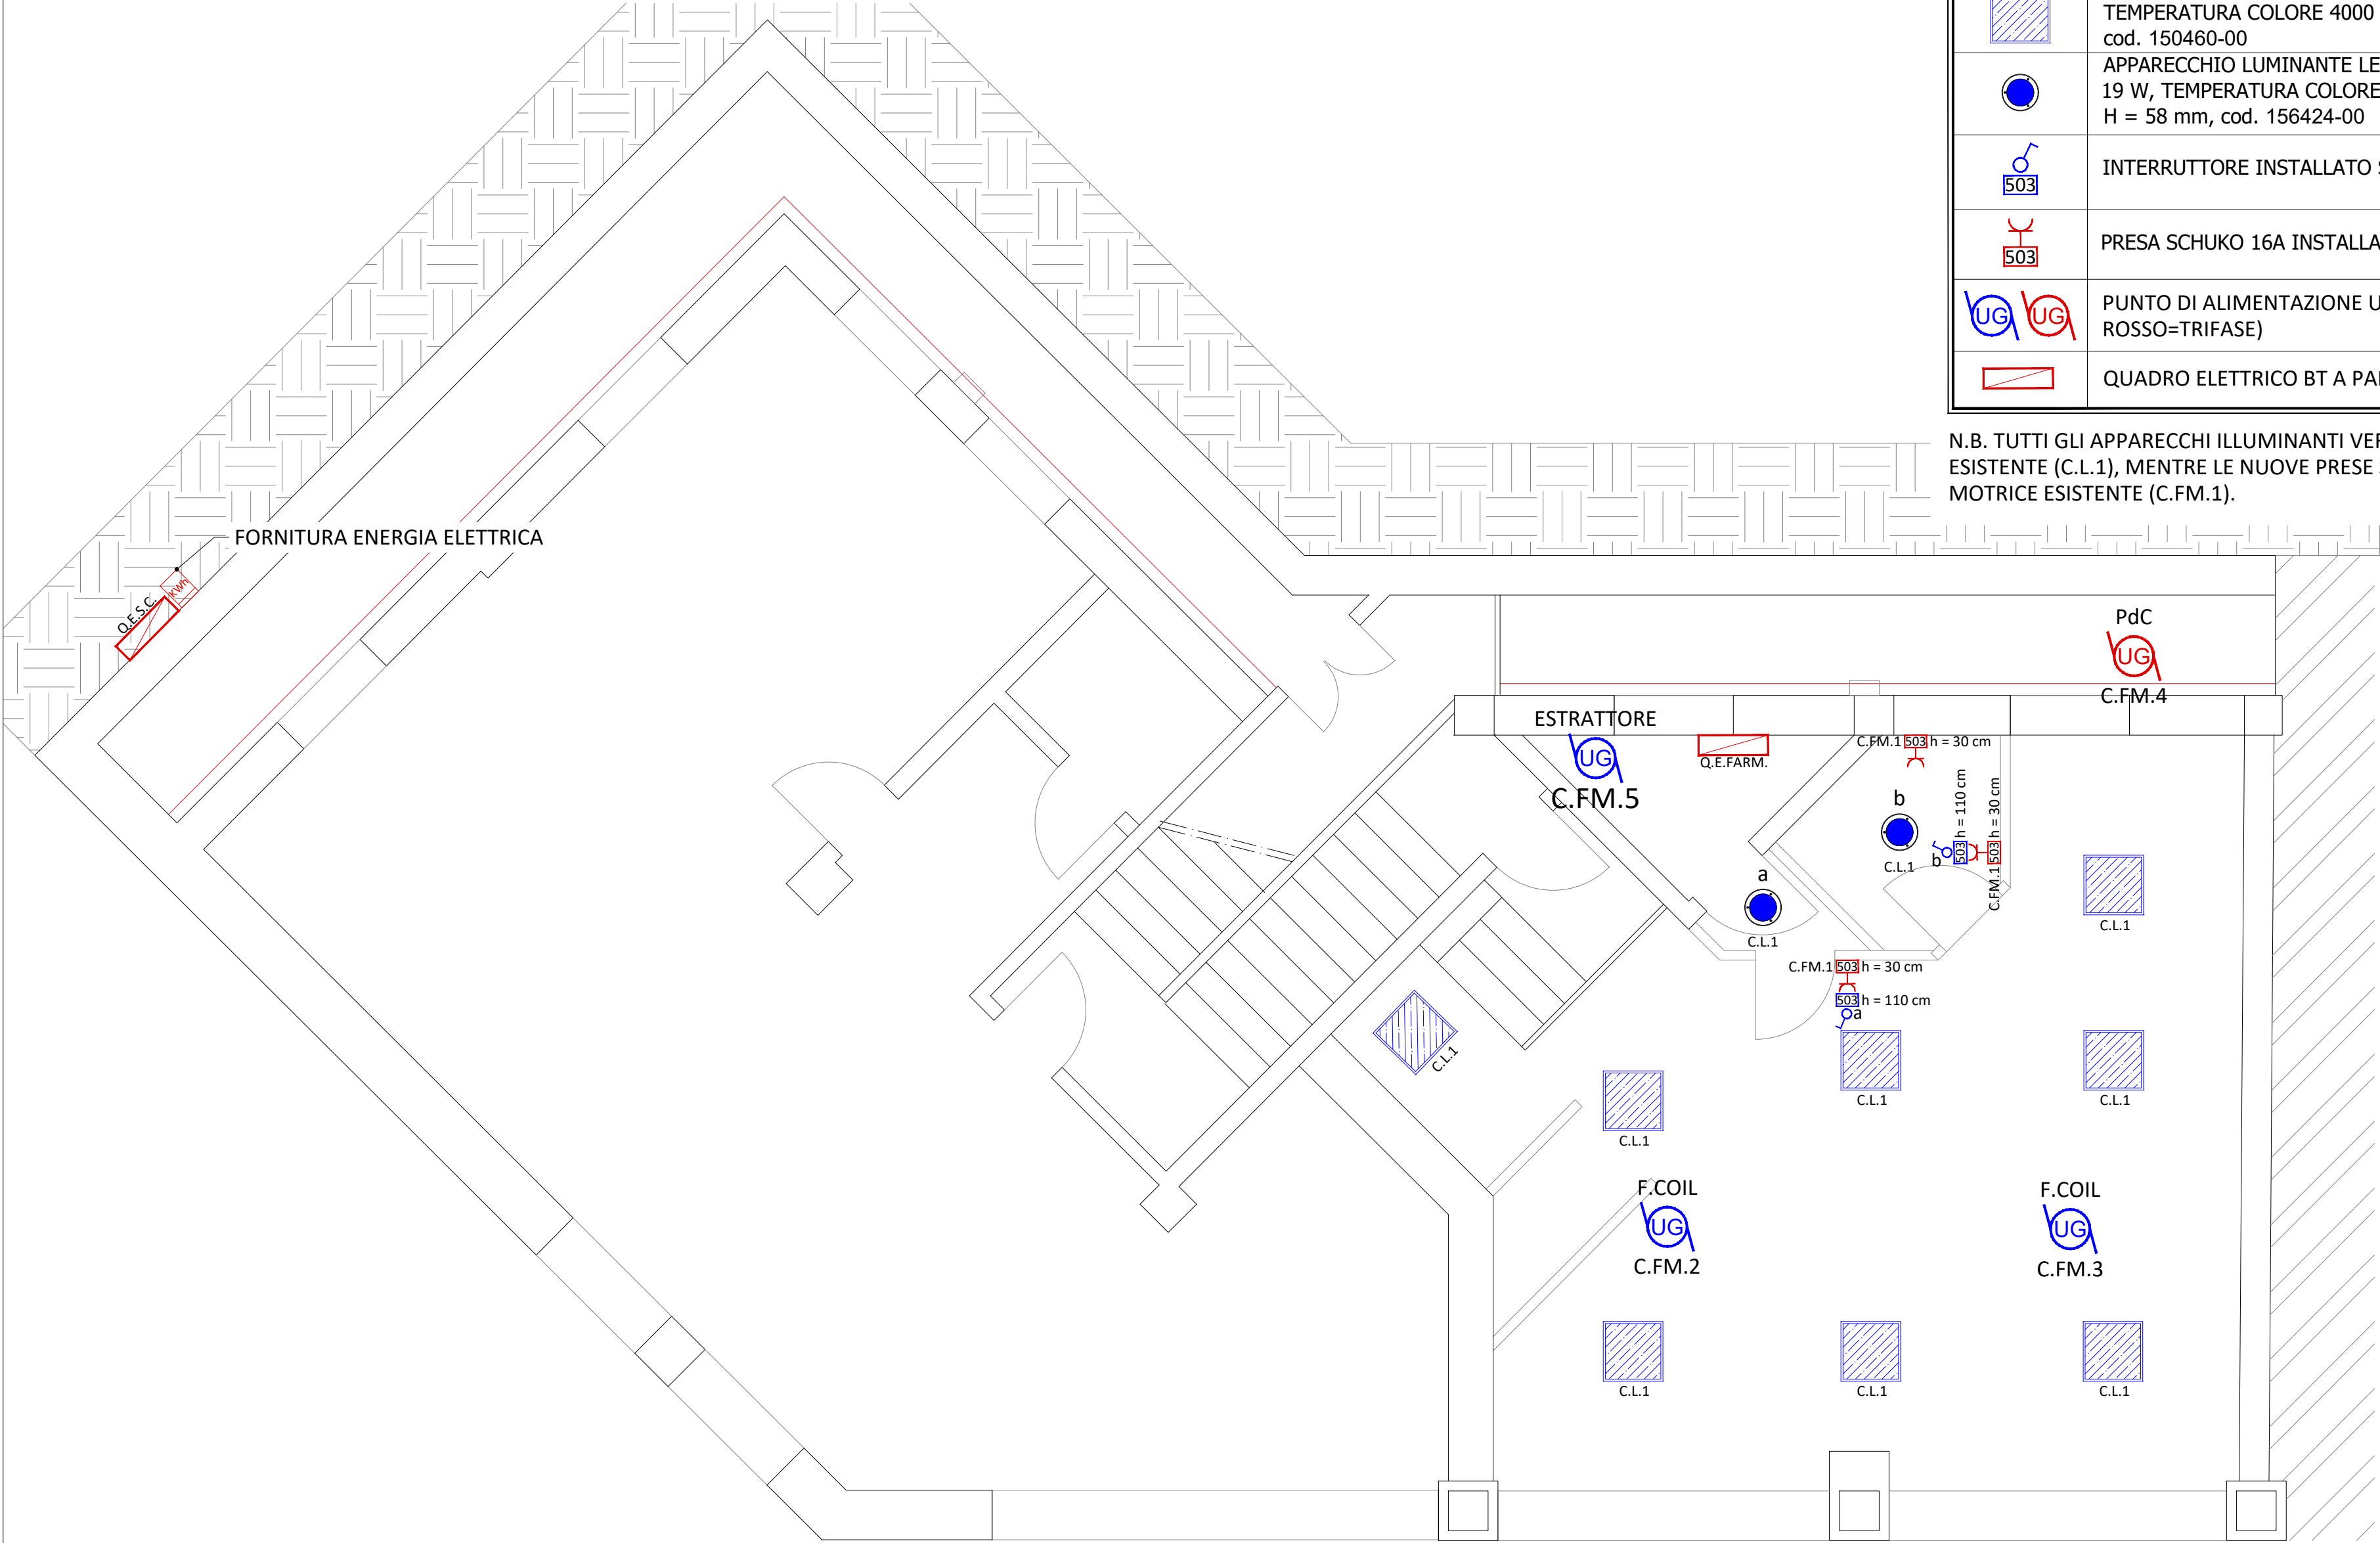 TEMPERATURA COLORE 4000
cod. 150460-00
APPARECCHIO LUMINANTE LE
19 W, TEMPERATURA COLORE
H = 58 mm, cod. 156424-00
503
INTERRUTTORE INSTALLATO
503
PRESA SCHUKO 16A INSTALLA
UG
UG
PUNTO DI ALIMENTAZIONE U
ROSSO=TRIFASE)
QUADRO ELETTRICO BT A PA
N.B. TUTTI GLI APPARECCHI ILLUMINANTI VE
ESISTENTE (C.L.1), MENTRE LE NUOVE PRESE
MOTRICE ESISTENTE (C.FM.1).
FORNITURA ENERGIA ELETTRICA
KWh
Q.E.S.C.
PdC
UG
C.FM.4
ESTRATTORE
UG
C.FM.5
Q.E.FARM.
C.FM.1 503 h = 30 cm
b
C.L.1
b
503 h = 110 cm
C.FM.1 503 h = 30 cm
a
C.L.1
C.L.1
C.FM.1 503 h = 30 cm
503 h = 110 cm
a
C.L.1
C.L.1
C.L.1
C.L.1
F.COIL
UG
C.FM.2
F.COIL
UG
C.FM.3
C.L.1
C.L.1
C.L.1